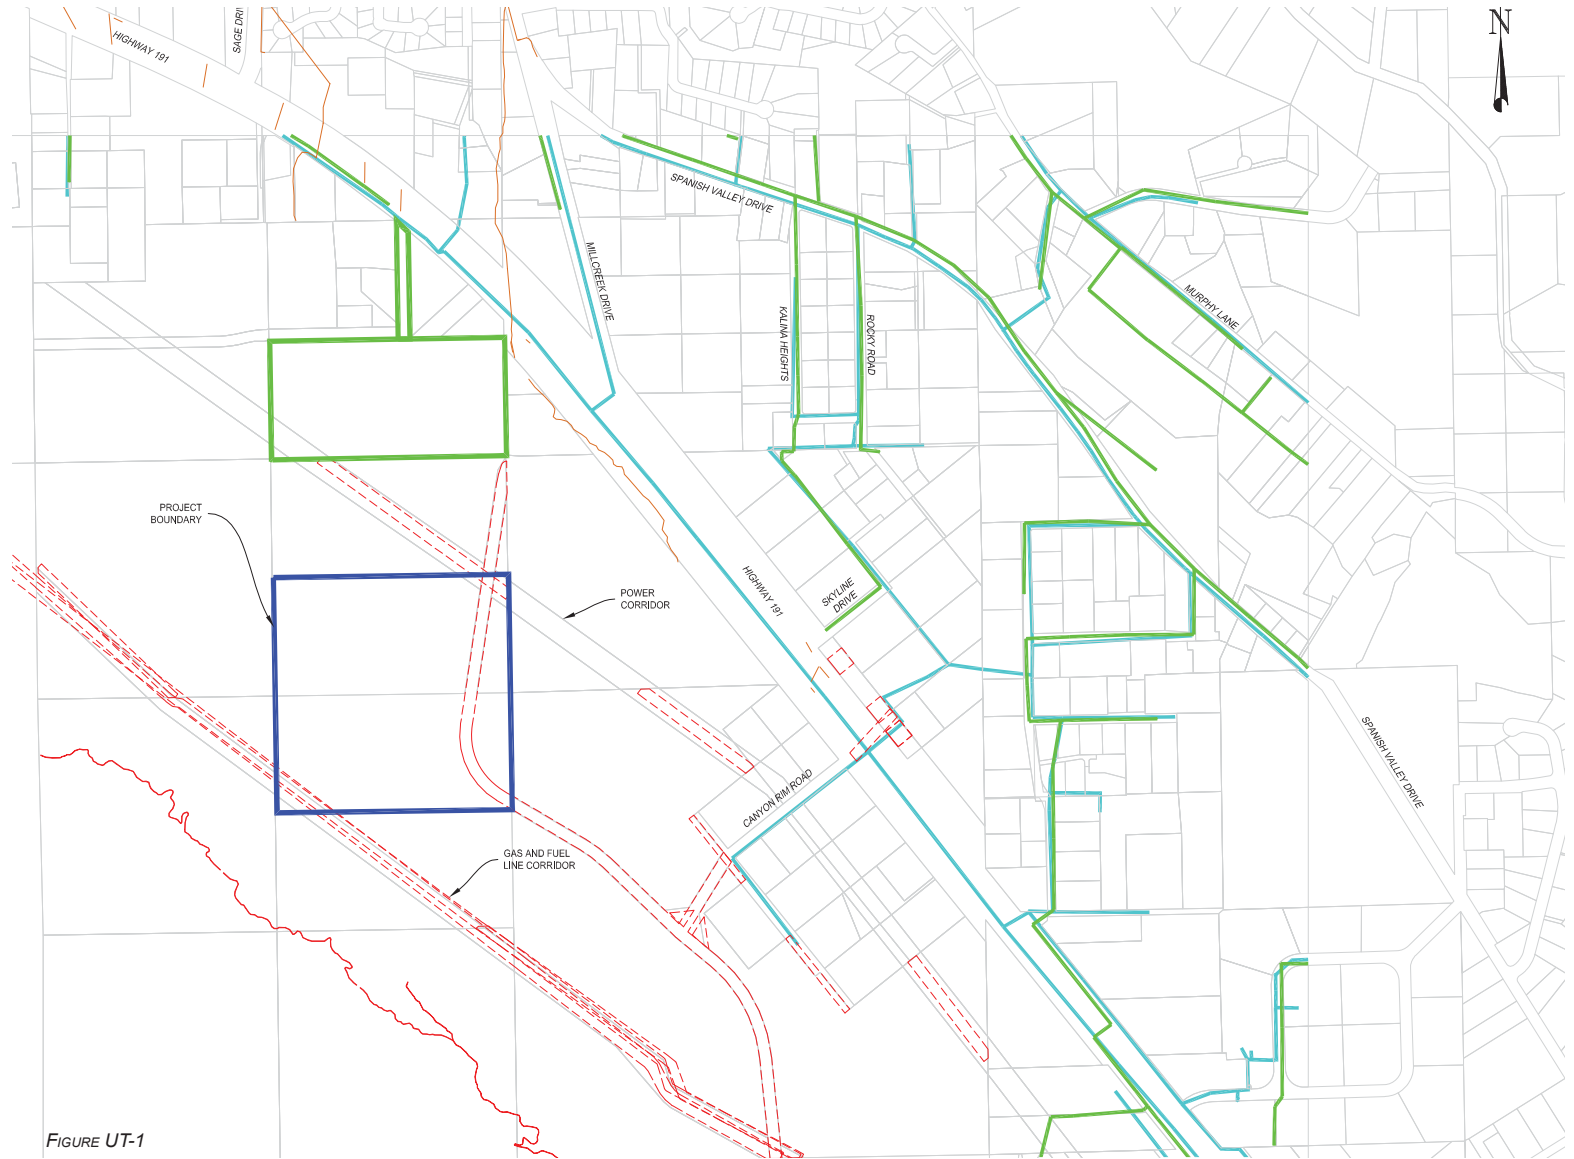 N
HIGHWAY 191
SAGE DRI
SPANISH VALLEY DRIVE
MILLCREEK DRIVE
KALINA HEIGHTS
ROCKY ROAD
MURPHY LANE
PROJECT
BOUNDARY
POWER
CORRIDOR
HIGHWAY 191
SKYLINE
DRIVE
CANYON RIM ROAD
SPANISH VALLEY DRIVE
GAS AND FUEL
LINE CORRIDOR
FIGURE UT-1